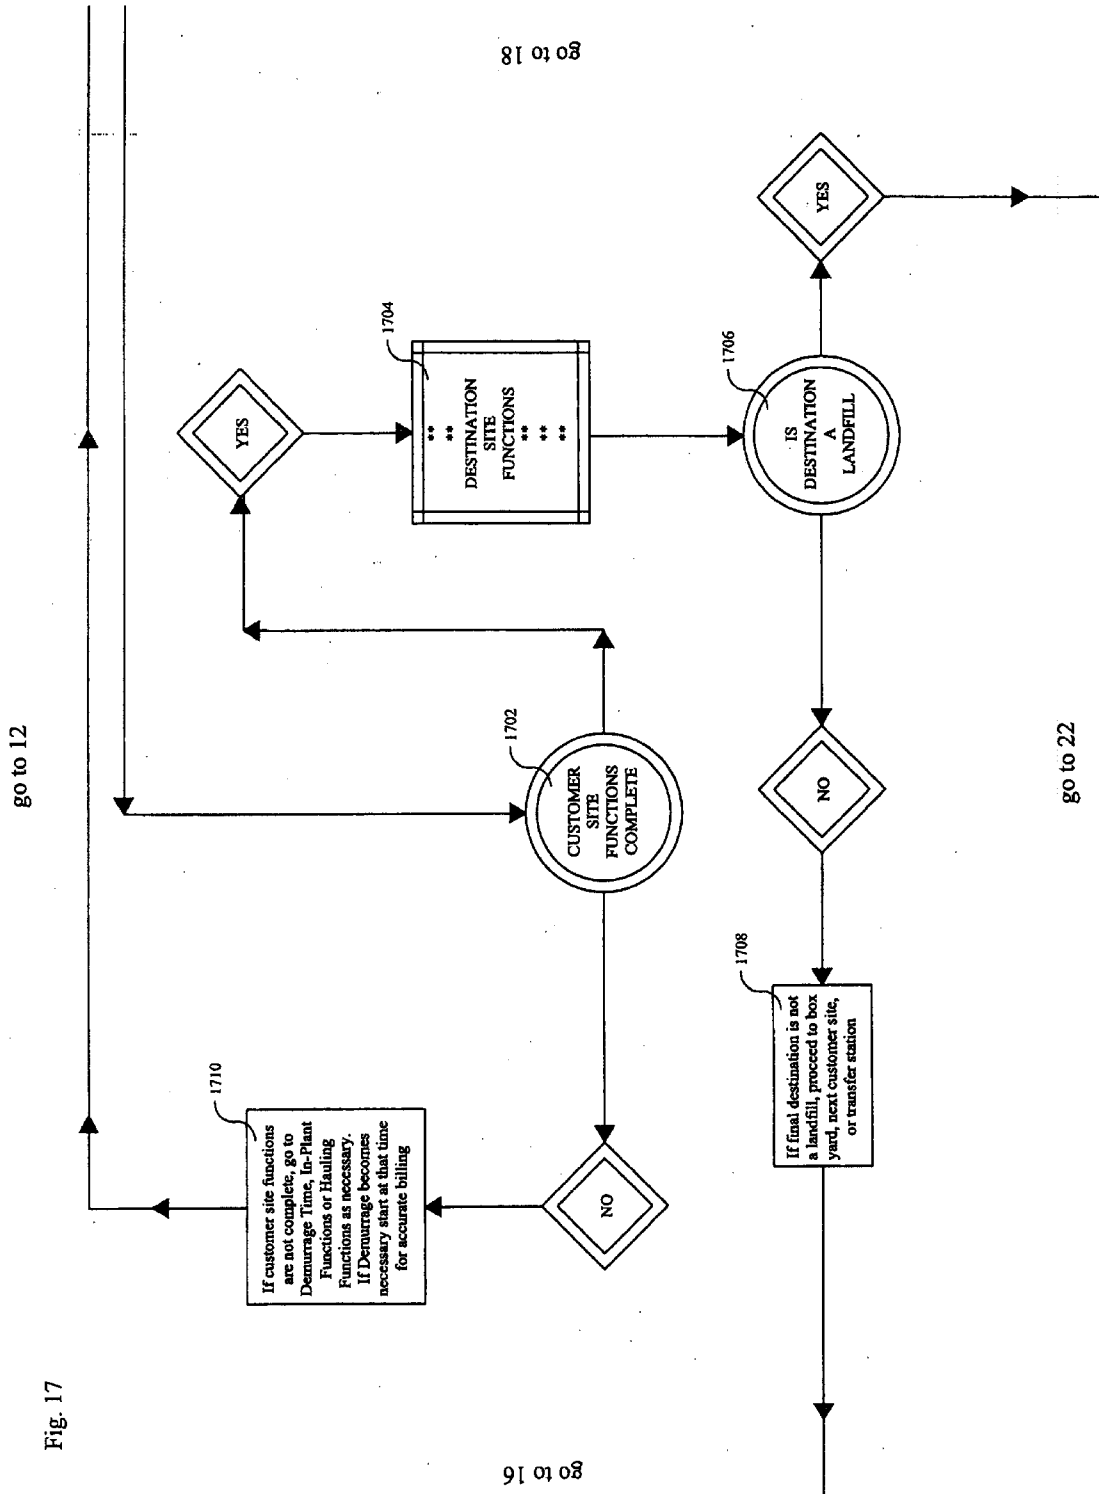 Fig. 17
go to 12
go to 16
go to 18
go to 22
1710
If customer site functions
are not complete, go to
Demurrage Time, In-Plant
Functions or Hauling
Functions as necessary.
If Demurrage becomes
necessary start at that time
for accurate billing
NO
1702
CUSTOMER
SITE
FUNCTIONS
COMPLETE
YES
1704
**
**
DESTINATION
SITE
FUNCTIONS
**
**
**
1706
IS
DESTINATION
A
LANDFILL
YES
NO
1708
If final destination is not
a landfill, proceed to box
yard, next customer site,
or transfer station